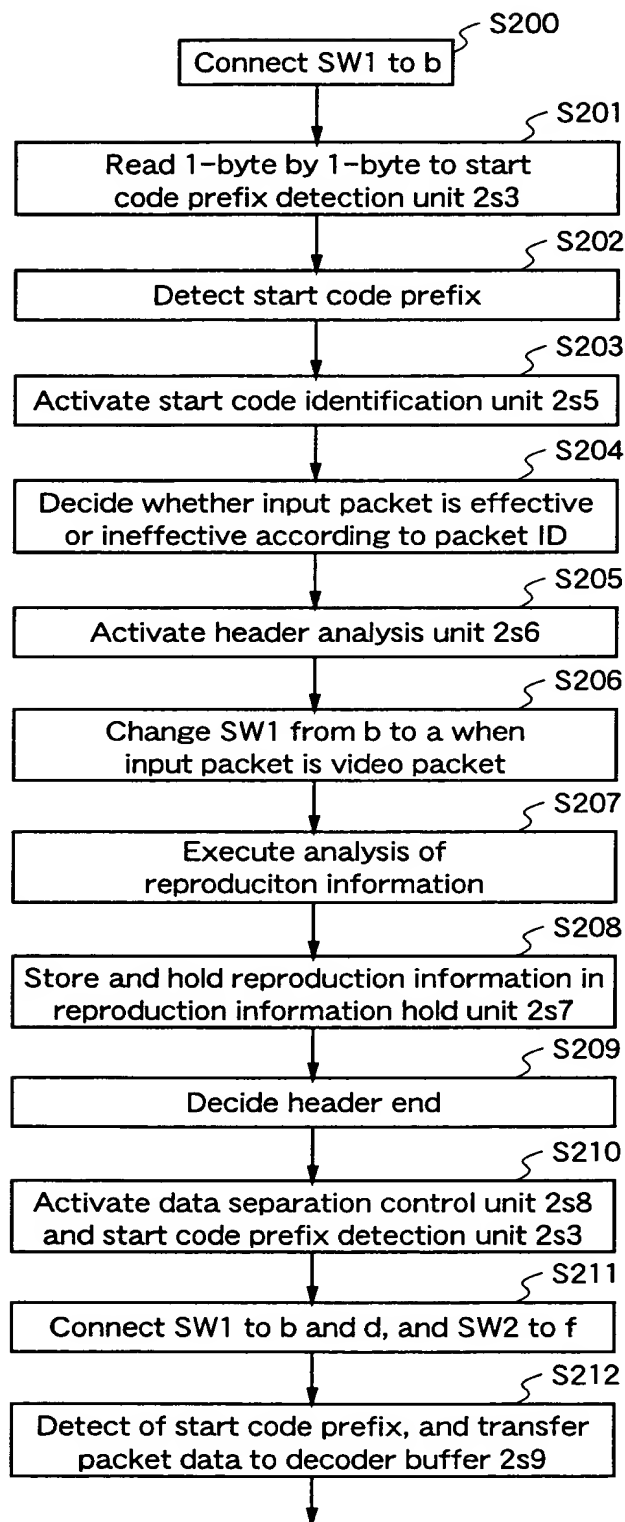 S200
Connect SW1 to b
S201
Read 1-byte by 1-byte to start
code prefix detection unit 2s3
S202
Detect start code prefix
S203
Activate start code identification unit 2s5
S204
Decide whether input packet is effective
or ineffective according to packet ID
S205
Activate header analysis unit 2s6
S206
Change SW1 from b to a when
input packet is video packet
S207
Execute analysis of
reproduciton information
S208
Store and hold reproduction information in
reproduction information hold unit 2s7
S209
Decide header end
S210
Activate data separation control unit 2s8
and start code prefix detection unit 2s3
S211
Connect SW1 to b and d, and SW2 to f
S212
Detect of start code prefix, and transfer
packet data to decoder buffer 2s9